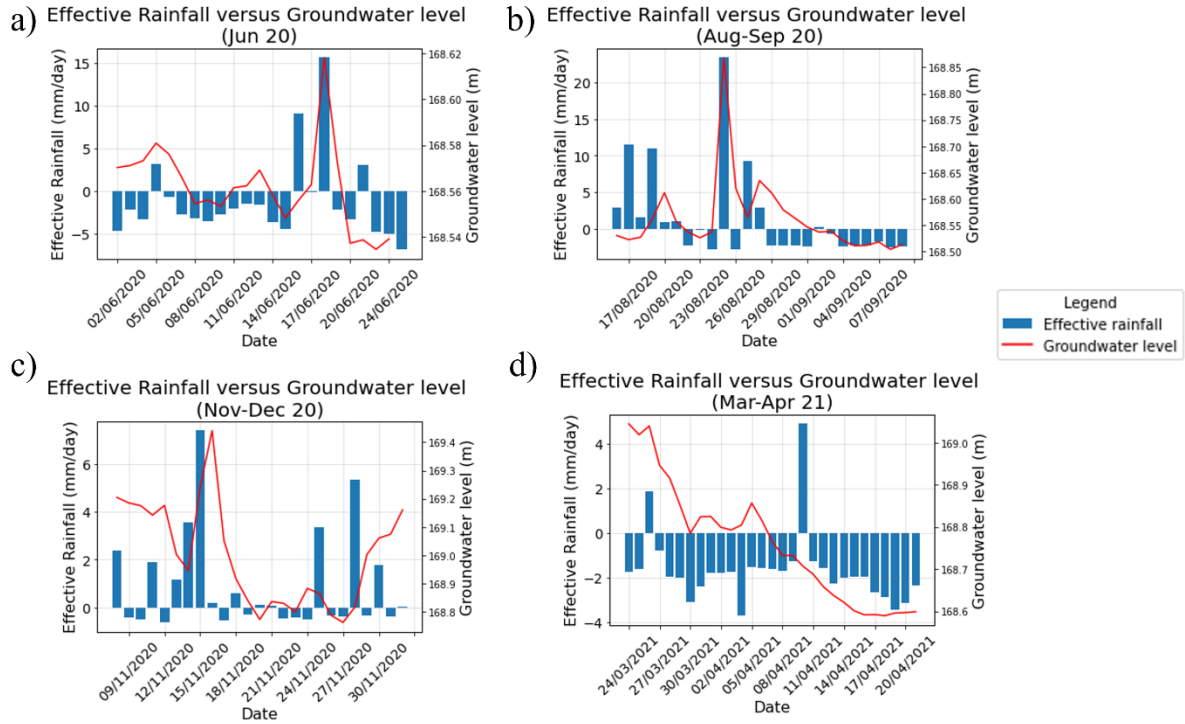 a)
Effective Rainfall versus Groundwater level
(Jun 20)
Effective Rainfall (mm/day)
15
10
5
0
−5
168.62
168.60
168.58
168.56
168.54
Groundwater level (m)
02/06/2020
05/06/2020
08/06/2020
11/06/2020
14/06/2020
17/06/2020
20/06/2020
24/06/2020
Date
b)
Effective Rainfall versus Groundwater level
(Aug-Sep 20)
Effective Rainfall (mm/day)
20
15
10
5
0
168.85
168.80
168.75
168.70
168.65
168.60
168.55
168.50
Groundwater level (m)
17/08/2020
20/08/2020
23/08/2020
26/08/2020
29/08/2020
01/09/2020
04/09/2020
07/09/2020
Date
Legend
Effective rainfall
Groundwater level
c)
Effective Rainfall versus Groundwater level
(Nov-Dec 20)
Effective Rainfall (mm/day)
6
4
2
0
169.4
169.3
169.2
169.1
169.0
168.9
168.8
Groundwater level (m)
09/11/2020
12/11/2020
15/11/2020
18/11/2020
21/11/2020
24/11/2020
27/11/2020
30/11/2020
Date
d)
Effective Rainfall versus Groundwater level
(Mar-Apr 21)
Effective Rainfall (mm/day)
4
2
0
−2
−4
169.0
168.9
168.8
168.7
168.6
Groundwater level (m)
24/03/2021
27/03/2021
30/03/2021
02/04/2021
05/04/2021
08/04/2021
11/04/2021
14/04/2021
17/04/2021
20/04/2021
Date